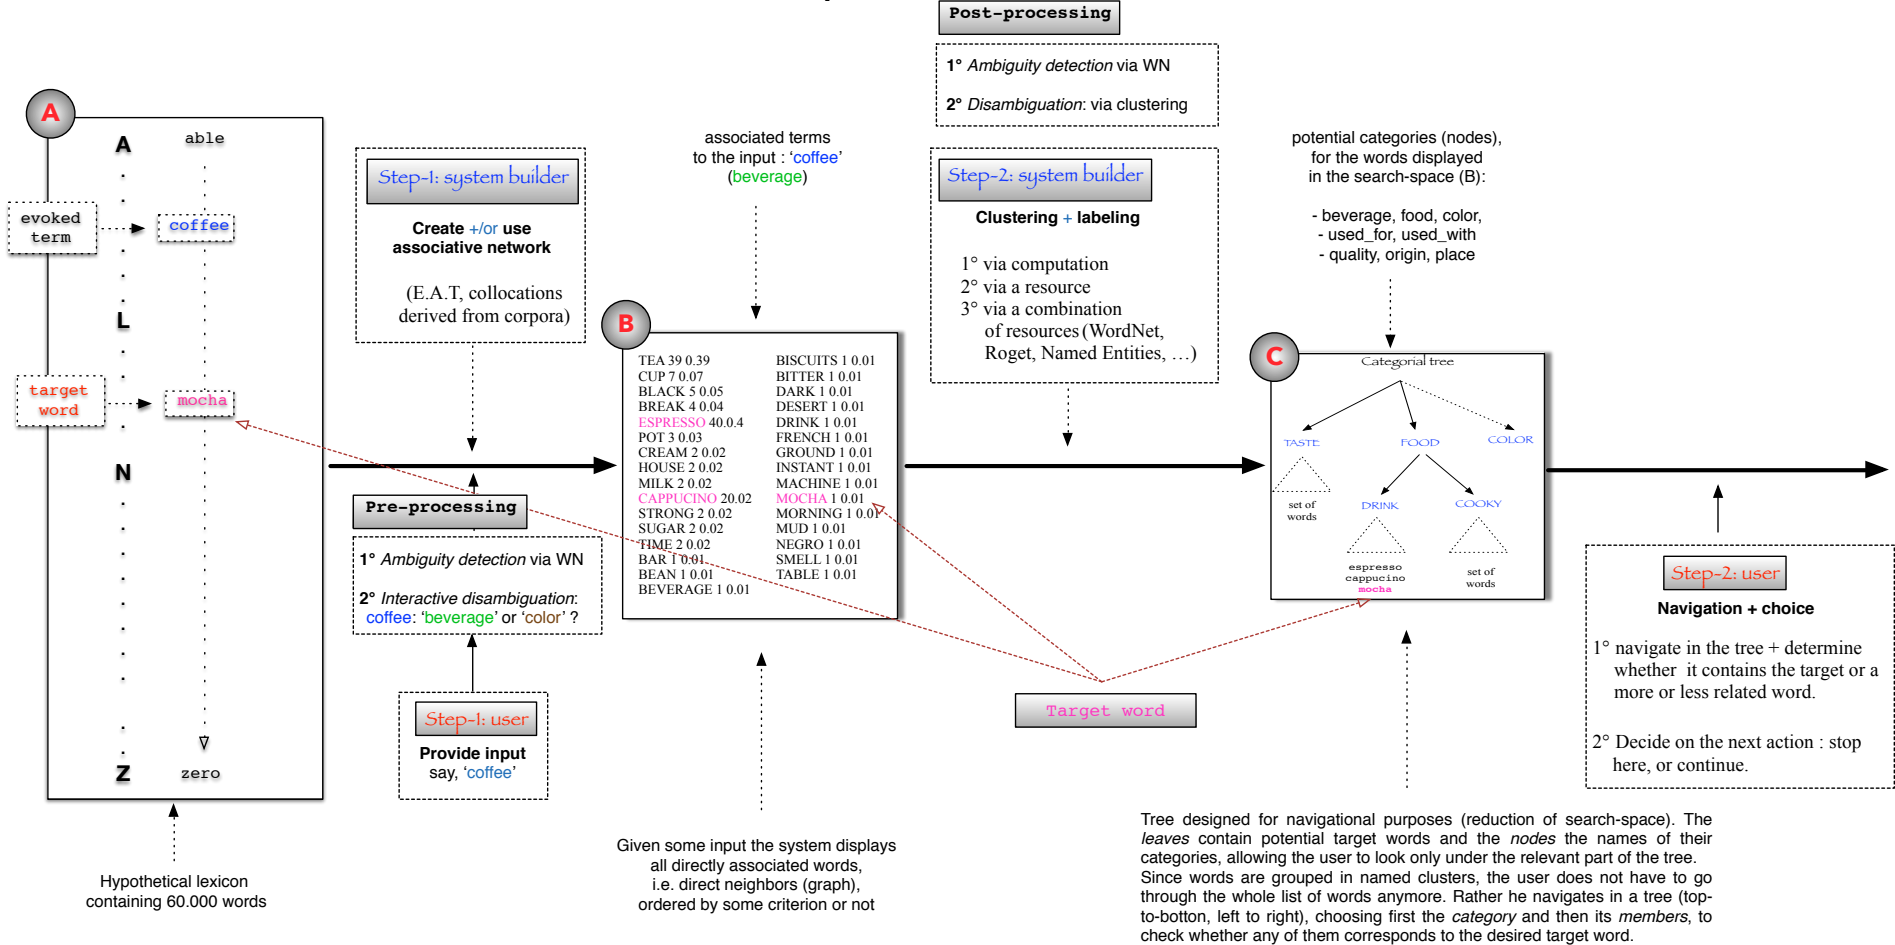 Post-processing
1° Ambiguity detection via WN
2° Disambiguation: via clustering
A
A
able
evoked
term
coffee
L
target
word
mocha
N
Z
zero
Hypothetical lexicon
containing 60.000 words
Step-1: system builder
Create +/or use
associative network
(E.A.T, collocations
derived from corpora)
Pre-processing
1° Ambiguity detection via WN
2° Interactive disambiguation:
coffee: ‘beverage’ or ‘color’ ?
Step-1: user
Provide input
say, ‘coffee’
associated terms
to the input : ‘coffee’
(beverage)
B
TEA 39 0.39
CUP 7 0.07
BLACK 5 0.05
BREAK 4 0.04
ESPRESSO 40.0.4
POT 3 0.03
CREAM 2 0.02
HOUSE 2 0.02
MILK 2 0.02
CAPPUCINO 20.02
STRONG 2 0.02
SUGAR 2 0.02
TIME 2 0.02
BAR 1 0.01
BEAN 1 0.01
BEVERAGE 1 0.01
BISCUITS 1 0.01
BITTER 1 0.01
DARK 1 0.01
DESERT 1 0.01
DRINK 1 0.01
FRENCH 1 0.01
GROUND 1 0.01
INSTANT 1 0.01
MACHINE 1 0.01
MOCHA 1 0.01
MORNING 1 0.01
MUD 1 0.01
NEGRO 1 0.01
SMELL 1 0.01
TABLE 1 0.01
Given some input the system displays
all directly associated words,
i.e. direct neighbors (graph),
ordered by some criterion or not
Step-2: system builder
Clustering + labeling
1° via computation
2° via a resource
3° via a combination
of resources (WordNet,
Roget, Named Entities, …)
Target word
potential categories (nodes),
for the words displayed
in the search-space (B):
- beverage, food, color,
- used_for, used_with
- quality, origin, place
C
Categorial tree
TASTE
FOOD
COLOR
set of
words
DRINK
COOKY
espresso
cappucino
mocha
set of
words
Tree designed for navigational purposes (reduction of search-space). The
leaves contain potential target words and the nodes the names of their
categories, allowing the user to look only under the relevant part of the tree.
Since words are grouped in named clusters, the user does not have to go
through the whole list of words anymore. Rather he navigates in a tree (top-
to-botton, left to right), choosing first the category and then its members, to
check whether any of them corresponds to the desired target word.
Step-2: user
Navigation + choice
1° navigate in the tree + determine
whether it contains the target or a
more or less related word.
2° Decide on the next action : stop
here, or continue.